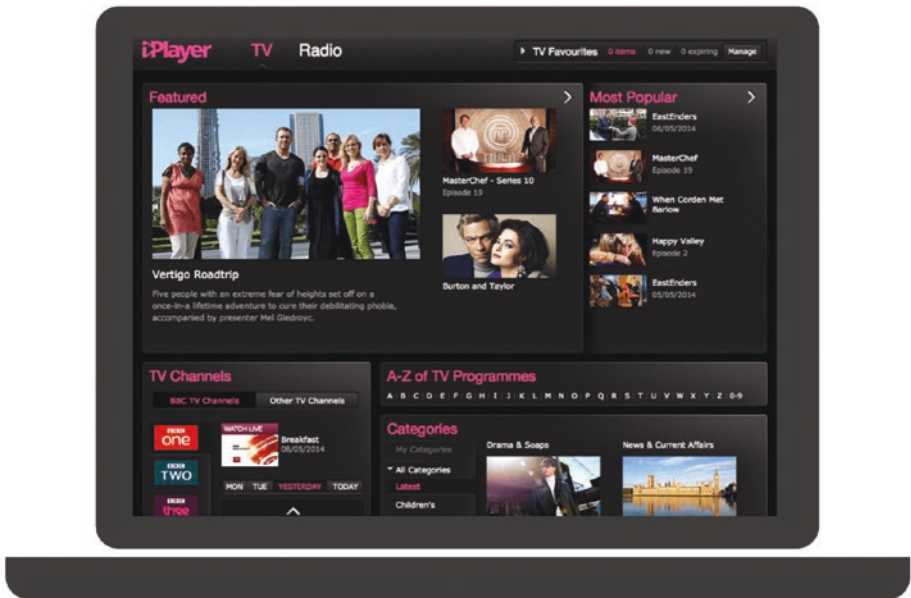 iPlayer TV Radio TV Favourites 0 items 0 new 0 expiring Manage
Featured
Vertigo Roadtrip
Five people with an extreme fear of heights set off on a
once-in-a lifetime adventure to cure their debilitating phobia,
accompanied by presenter Mel Giedroyc.
MasterChef - Series 10
Episode 19
Burton and Taylor
Most Popular
EastEnders
06/05/2014
MasterChef
Episode 19
When Corden Met
Barlow
Happy Valley
Episode 2
EastEnders
05/05/2014
TV Channels
BBC TV Channels Other TV Channels
BBC
one
BBC
TWO
BBC
three
WATCH LIVE
Breakfast
08/05/2014
MON TUE YESTERDAY TODAY
A-Z of TV Programmes
A B C D E F G H I J K L M N O P Q R S T U V W X Y Z 0-9
Categories
My Categories
All Categories
Latest
Children's
Drama & Soaps
News & Current Affairs